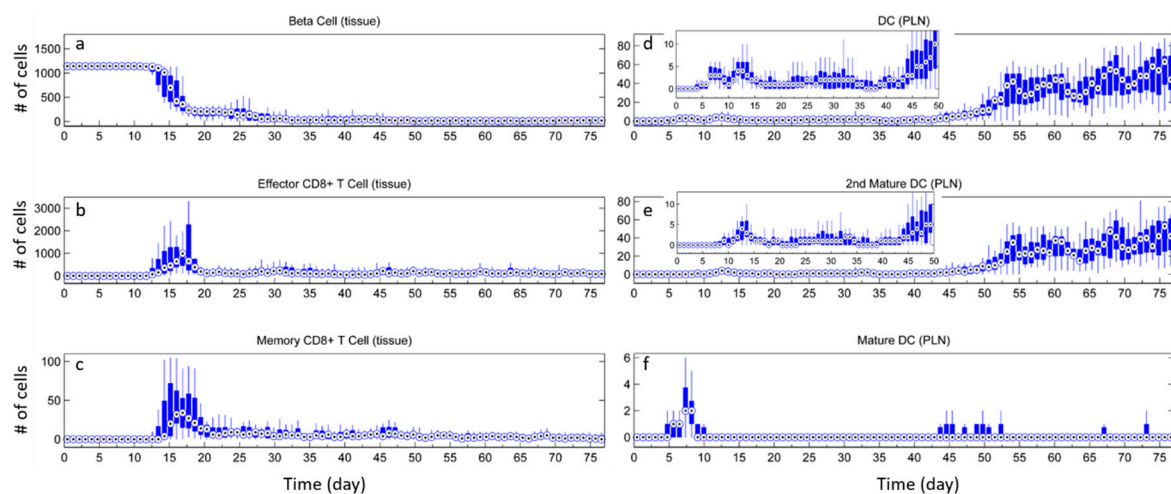 Beta Cell (tissue)
a
# of cells
1500
1000
500
0
0 5 10 15 20 25 30 35 40 45 50 55 60 65 70 75
Effector CD8+ T Cell (tissue)
b
# of cells
3000
2000
1000
0
0 5 10 15 20 25 30 35 40 45 50 55 60 65 70 75
Memory CD8+ T Cell (tissue)
c
# of cells
100
50
0
0 5 10 15 20 25 30 35 40 45 50 55 60 65 70 75
Time (day)
DC (PLN)
d
80
60
40
20
0
10
5
0
0 5 10 15 20 25 30 35 40 45 50
0 5 10 15 20 25 30 35 40 45 50 55 60 65 70 75
2nd Mature DC (PLN)
e
80
60
40
20
0
10
5
0
0 5 10 15 20 25 30 35 40 45 50
0 5 10 15 20 25 30 35 40 45 50 55 60 65 70 75
Mature DC (PLN)
f
6
4
2
0
0 5 10 15 20 25 30 35 40 45 50 55 60 65 70 75
Time (day)